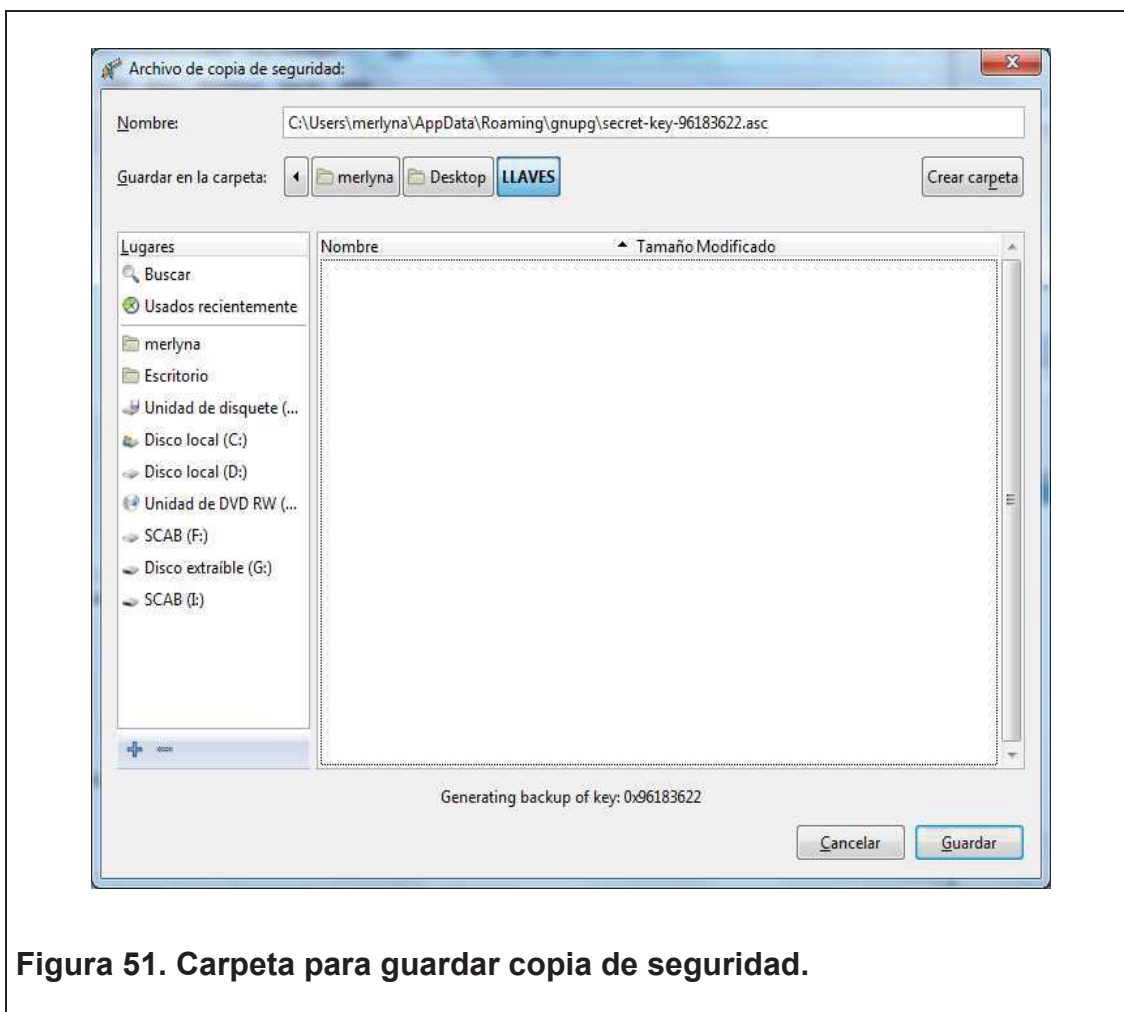 Archivo de copia de seguridad:
Nombre: C:\Users\merlyna\AppData\Roaming\gnupg\secret-key-96183622.asc
Guardar en la carpeta: merlyna Desktop LLAVES Crear carpeta
Lugares Nombre Tamaño Modificado
Buscar
Usados recientemente
merlyna
Escritorio
Unidad de disquete (...
Disco local (C:)
Disco local (D:)
Unidad de DVD RW (...
SCAB (F:)
Disco extraíble (G:)
SCAB (I:)
Generating backup of key: 0x96183622
Cancelar Guardar
Figura 51. Carpeta para guardar copia de seguridad.